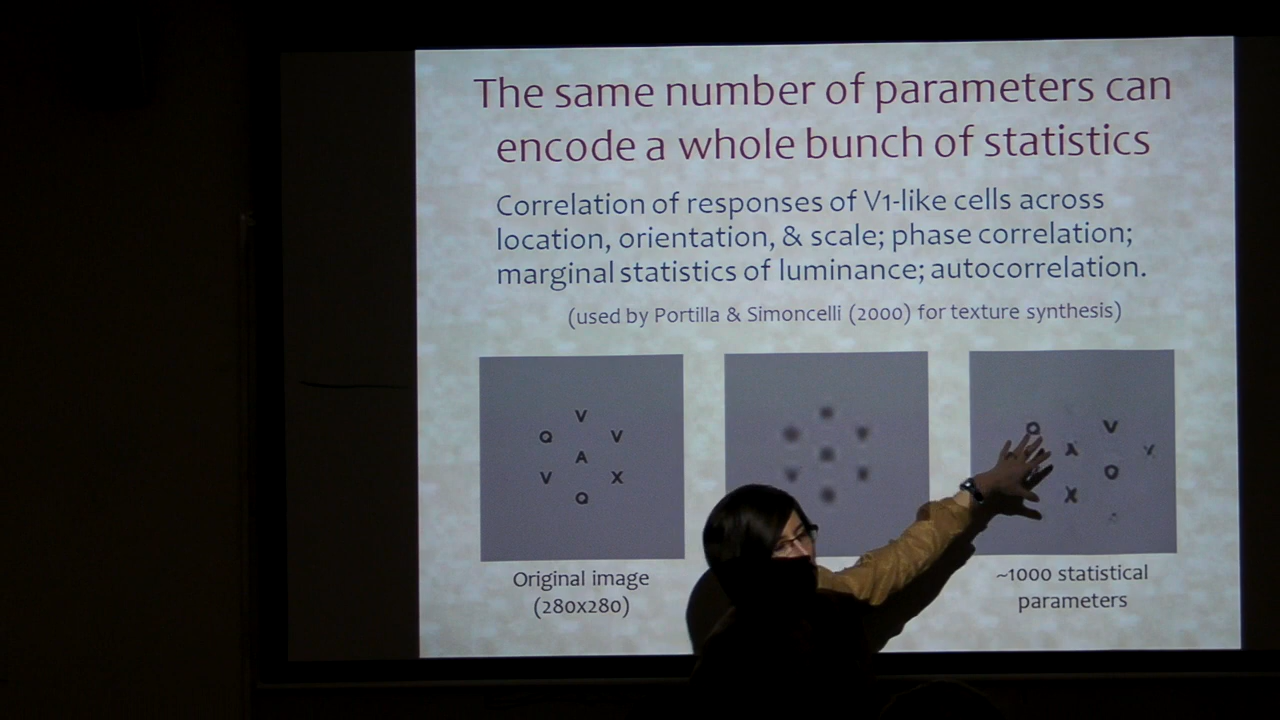 The same number of parameters can
encode a whole bunch of statistics
Correlation of responses of V1-like cells across
location, orientation, & scale; phase correlation;
marginal statistics of luminance; autocorrelation.
(used by Portilla & Simoncelli (2000) for texture synthesis)
V
Q V
A
V X
Q
Q V
X
O
X
Original image
(280x280)
~1000 statistical
parameters